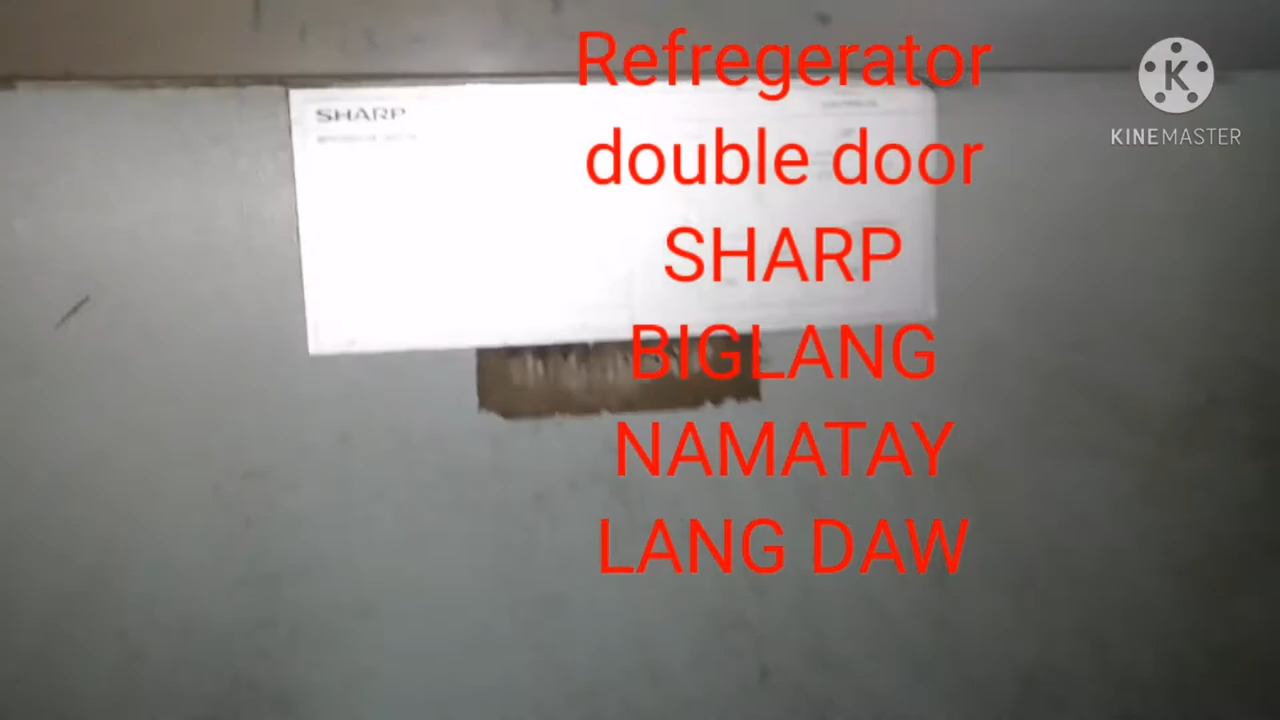 Refregerator
double door
SHARP
BIGLANG
NAMATAY
LANG DAW
SHARP
KINEMASTER